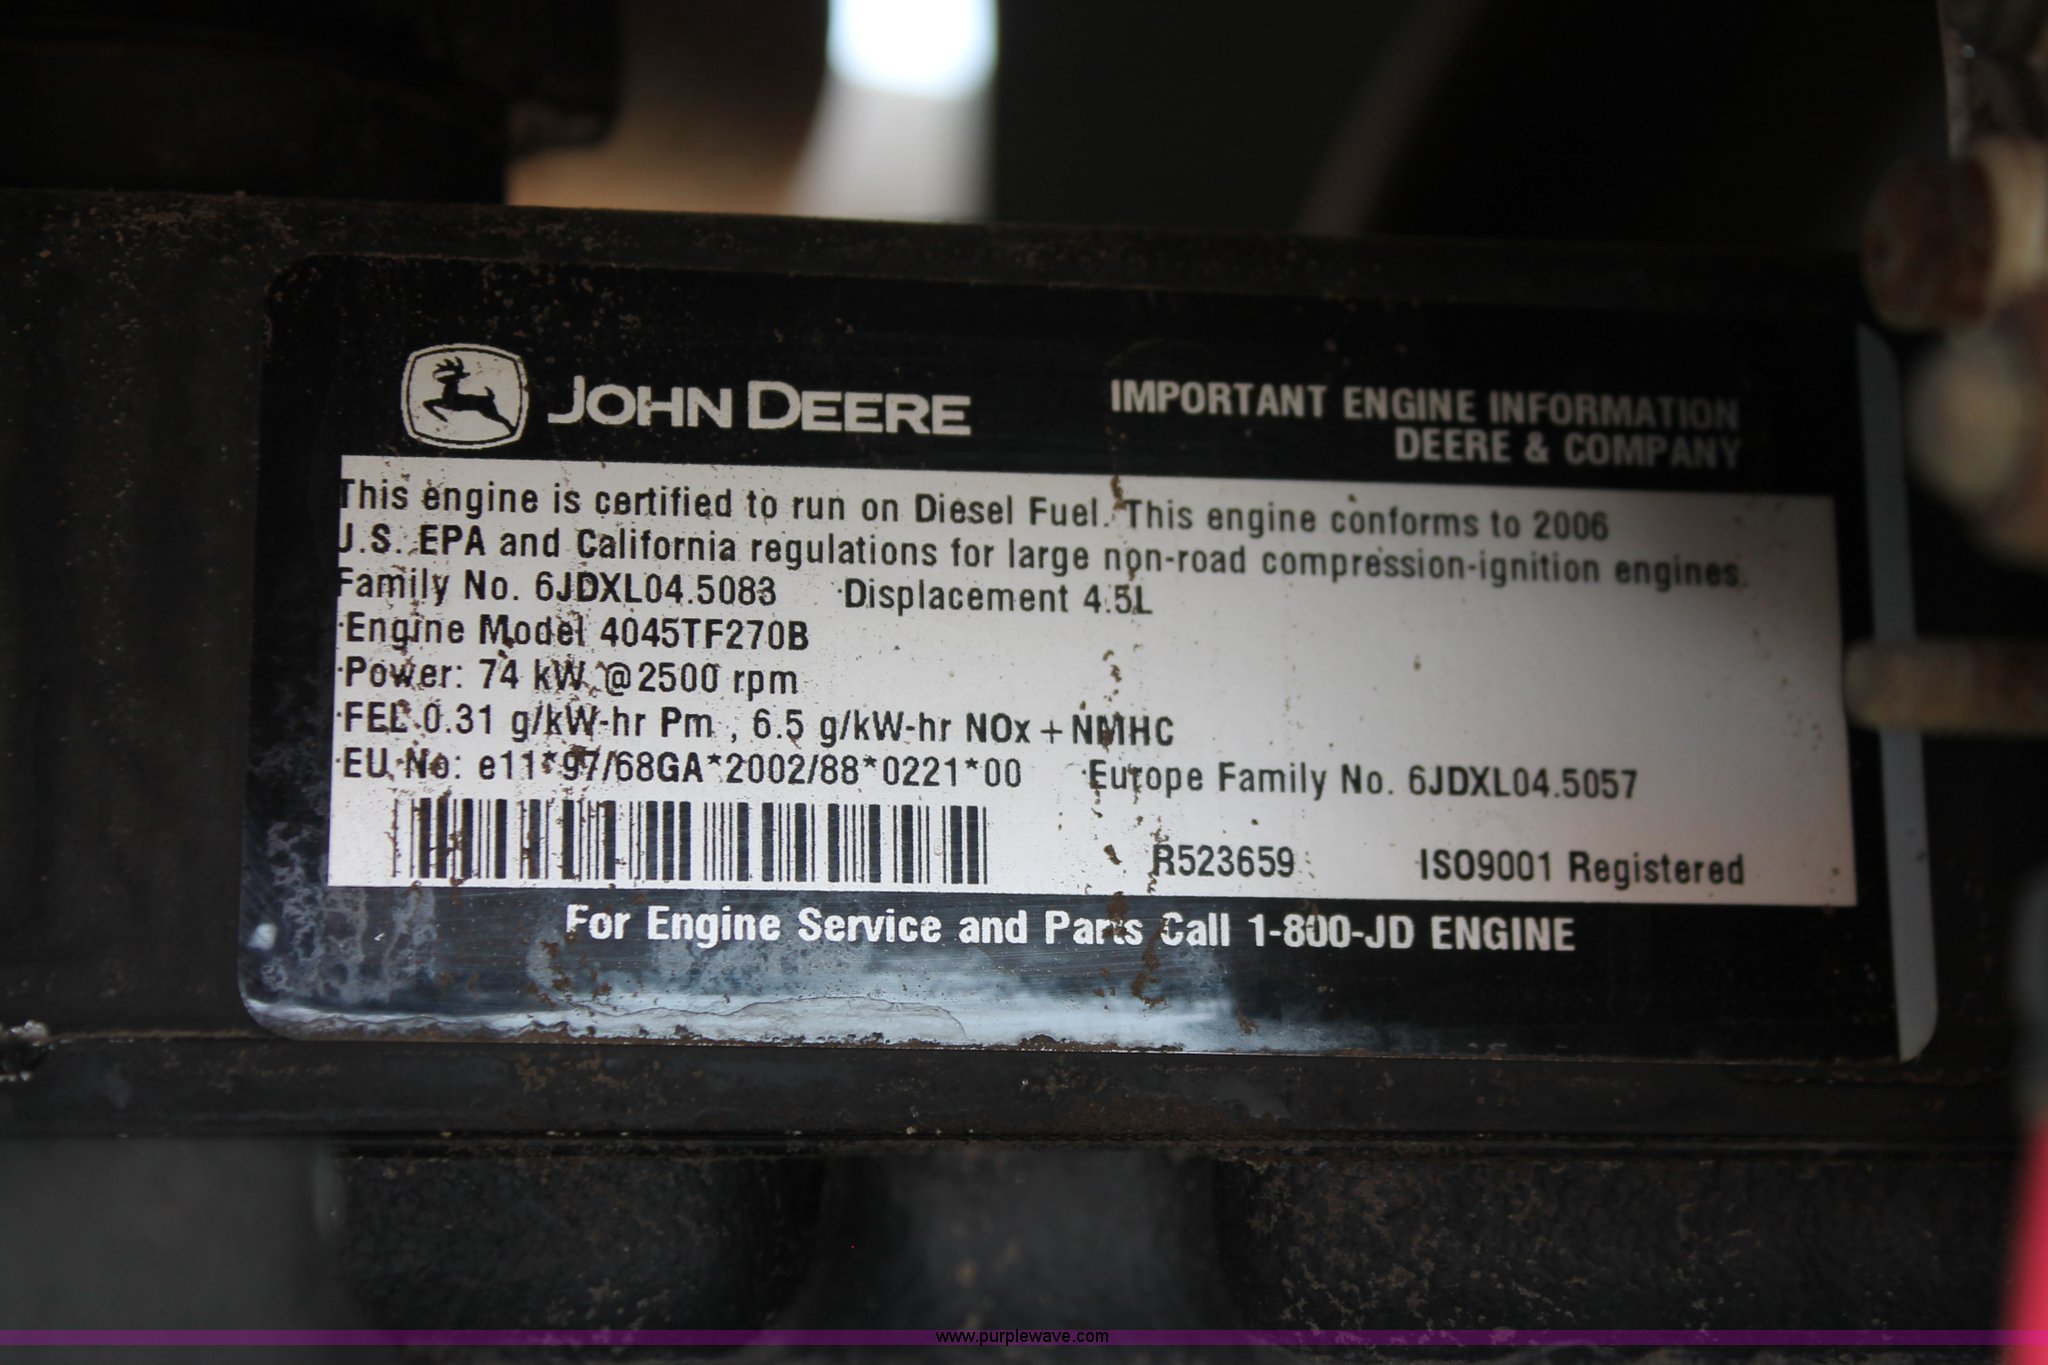 JOHN DEERE
IMPORTANT ENGINE INFORMATION
DEERE & COMPANY
This engine is certified to run on Diesel Fuel. This engine conforms to 2006
U.S. EPA and California regulations for large non-road compression-ignition engines.
Family No. 6JDXL04.5083 Displacement 4.5L
Engine Model 4045TF270B
Power: 74 kW @2500 rpm
FEL 0.31 g/kW-hr Pm , 6.5 g/kW-hr NOx + NMHC
EU No: e11*97/68GA*2002/88*0221*00 Europe Family No. 6JDXL04.5057
R523659 ISO9001 Registered
For Engine Service and Parts Call 1-800-JD ENGINE
www.purplewave.com